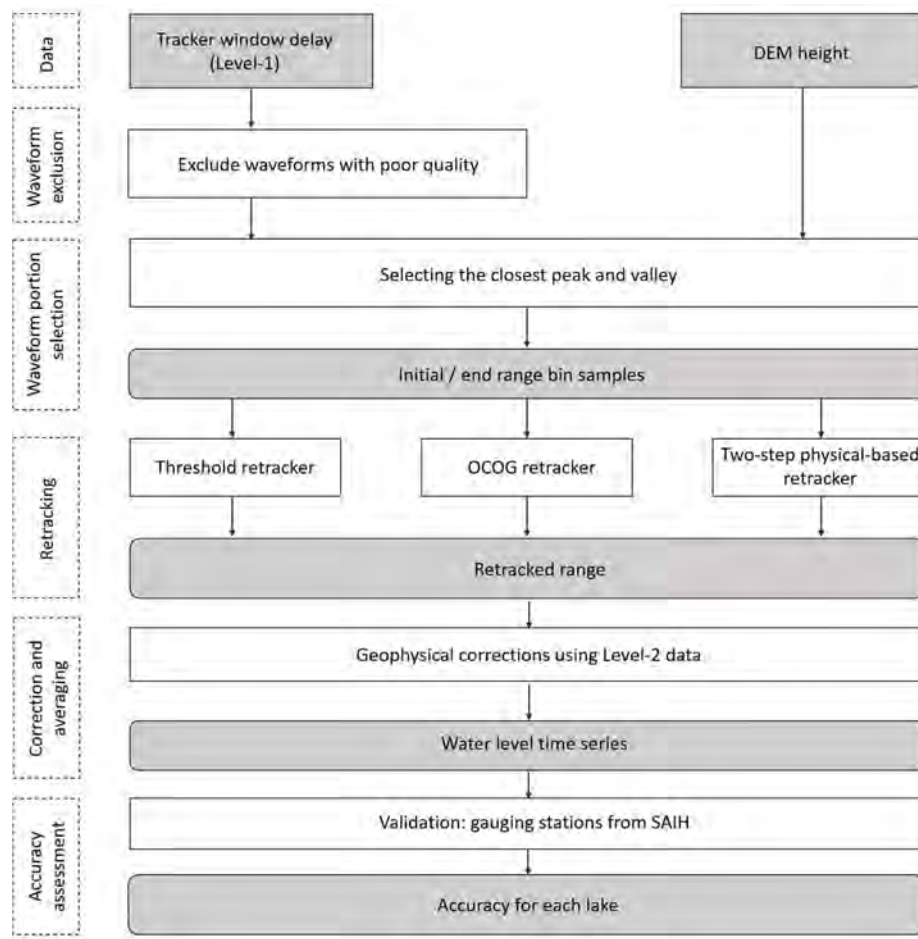 Data
Tracker window delay
(Level-1)
DEM height
Waveform
exclusion
Exclude waveforms with poor quality
Waveform portion
selection
Selecting the closest peak and valley
Initial / end range bin samples
Retracking
Threshold retracker
OCOG retracker
Two-step physical-based
retracker
Retracked range
Correction and
averaging
Geophysical corrections using Level-2 data
Water level time series
Accuracy
assessment
Validation: gauging stations from SAIH
Accuracy for each lake